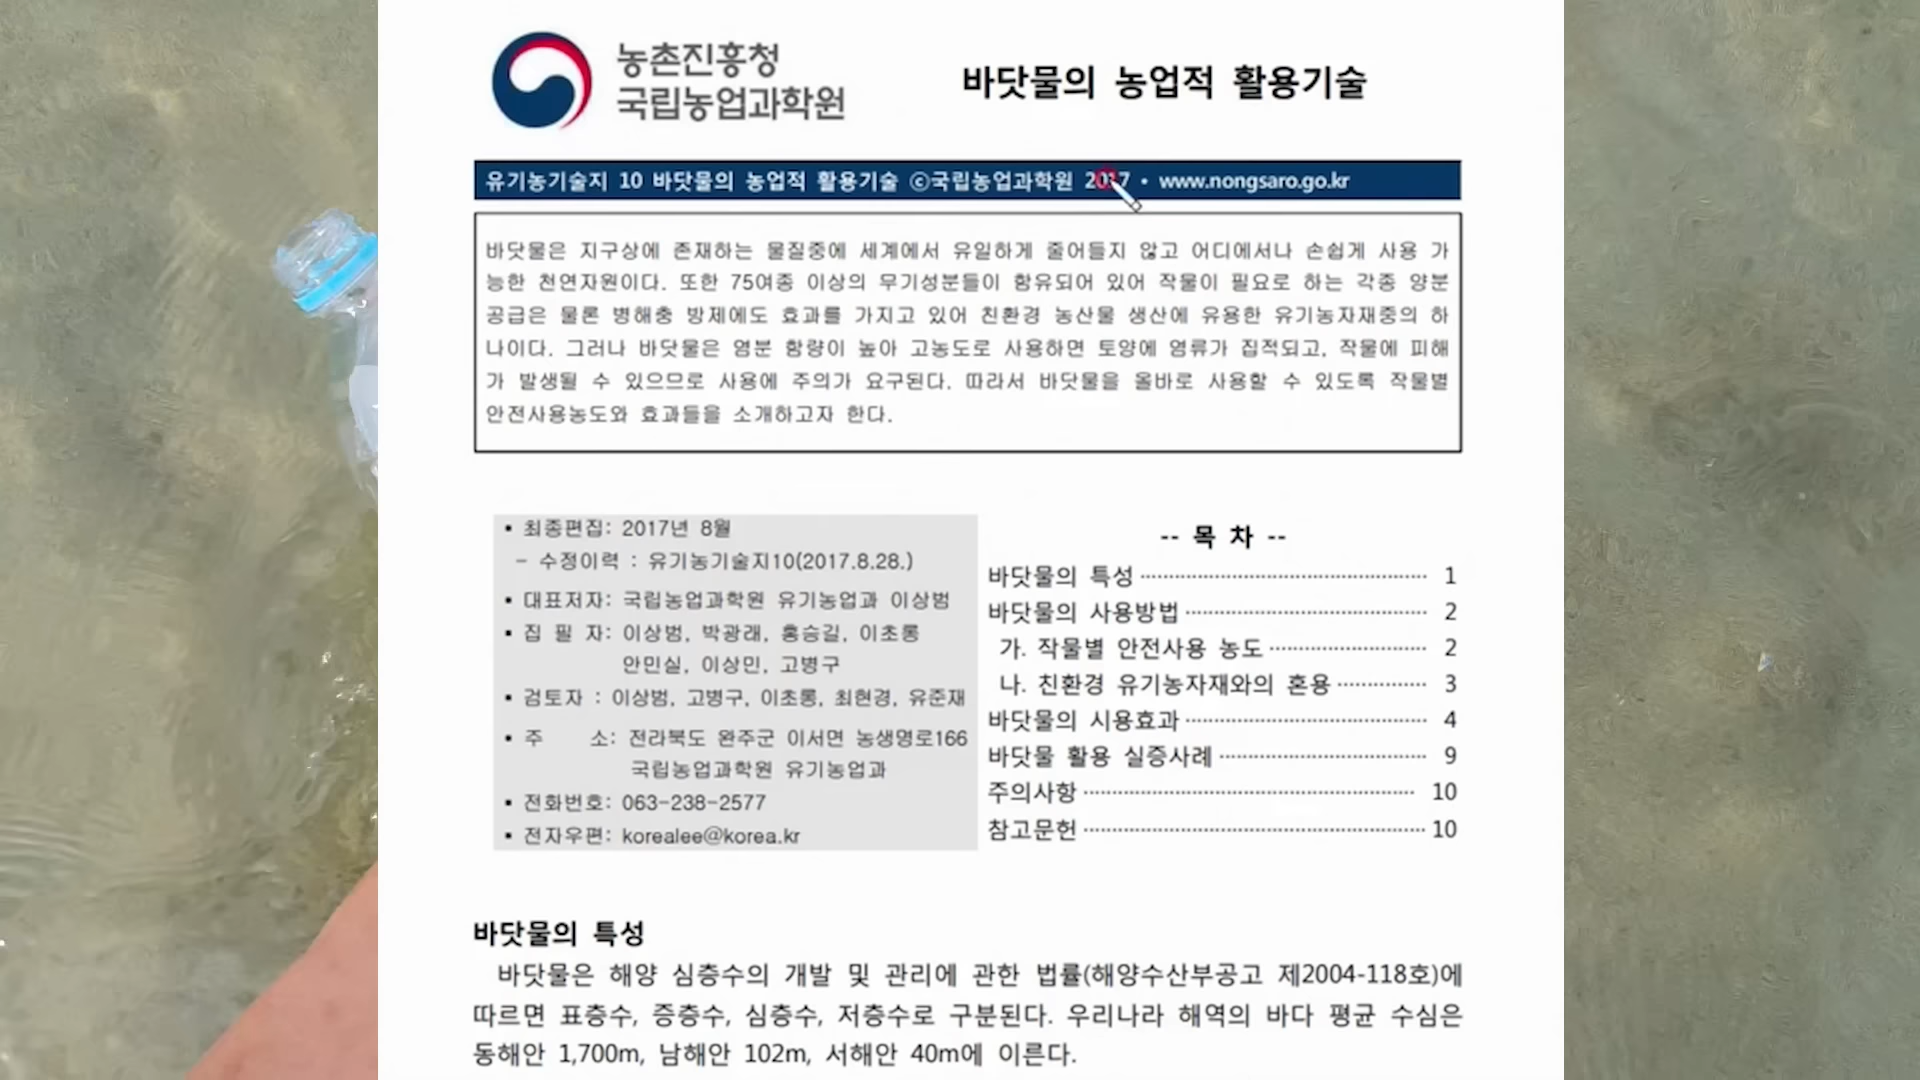 농촌진흥청
국립농업과학원
바닷물의 농업적 활용기술
유기농기술지 10 바닷물의 농업적 활용기술 ⓒ국립농업과학원 2017 • www.nongsaro.go.kr
바닷물은 지구상에 존재하는 물질중에 세계에서 유일하게 줄어들지 않고 어디에서나 손쉽게 사용 가
능한 천연자원이다. 또한 75여종 이상의 무기성분들이 함유되어 있어 작물이 필요로 하는 각종 양분
공급은 물론 병해충 방제에도 효과를 가지고 있어 친환경 농산물 생산에 유용한 유기농자재중의 하
나이다. 그러나 바닷물은 염분 함량이 높아 고농도로 사용하면 토양에 염류가 집적되고, 작물에 피해
가 발생될 수 있으므로 사용에 주의가 요구된다. 따라서 바닷물을 올바로 사용할 수 있도록 작물별
안전사용농도와 효과들을 소개하고자 한다.
▪ 최종편집: 2017년 8월
- 수정이력 : 유기농기술지10(2017.8.28.)
▪ 대표저자: 국립농업과학원 유기농업과 이상범
▪ 집 필 자: 이상범, 박광래, 홍승길, 이초롱
안민실, 이상민, 고병구
▪ 검토자 : 이상범, 고병구, 이초롱, 최현경, 유준재
▪ 주 소: 전라북도 완주군 이서면 농생명로166
국립농업과학원 유기농업과
▪ 전화번호: 063-238-2577
▪ 전자우편: korealee@korea.kr
-- 목 차 --
바닷물의 특성 ························ 1
바닷물의 사용방법 ························ 2
가. 작물별 안전사용 농도 ························ 2
나. 친환경 유기농자재와의 혼용 ························ 3
바닷물의 시용효과 ························ 4
바닷물 활용 실증사례 ························ 9
주의사항 ························ 10
참고문헌 ························ 10
바닷물의 특성
바닷물은 해양 심층수의 개발 및 관리에 관한 법률(해양수산부공고 제2004-118호)에
따르면 표층수, 증층수, 심층수, 저층수로 구분된다. 우리나라 해역의 바다 평균 수심은
동해안 1,700m, 남해안 102m, 서해안 40m에 이른다.